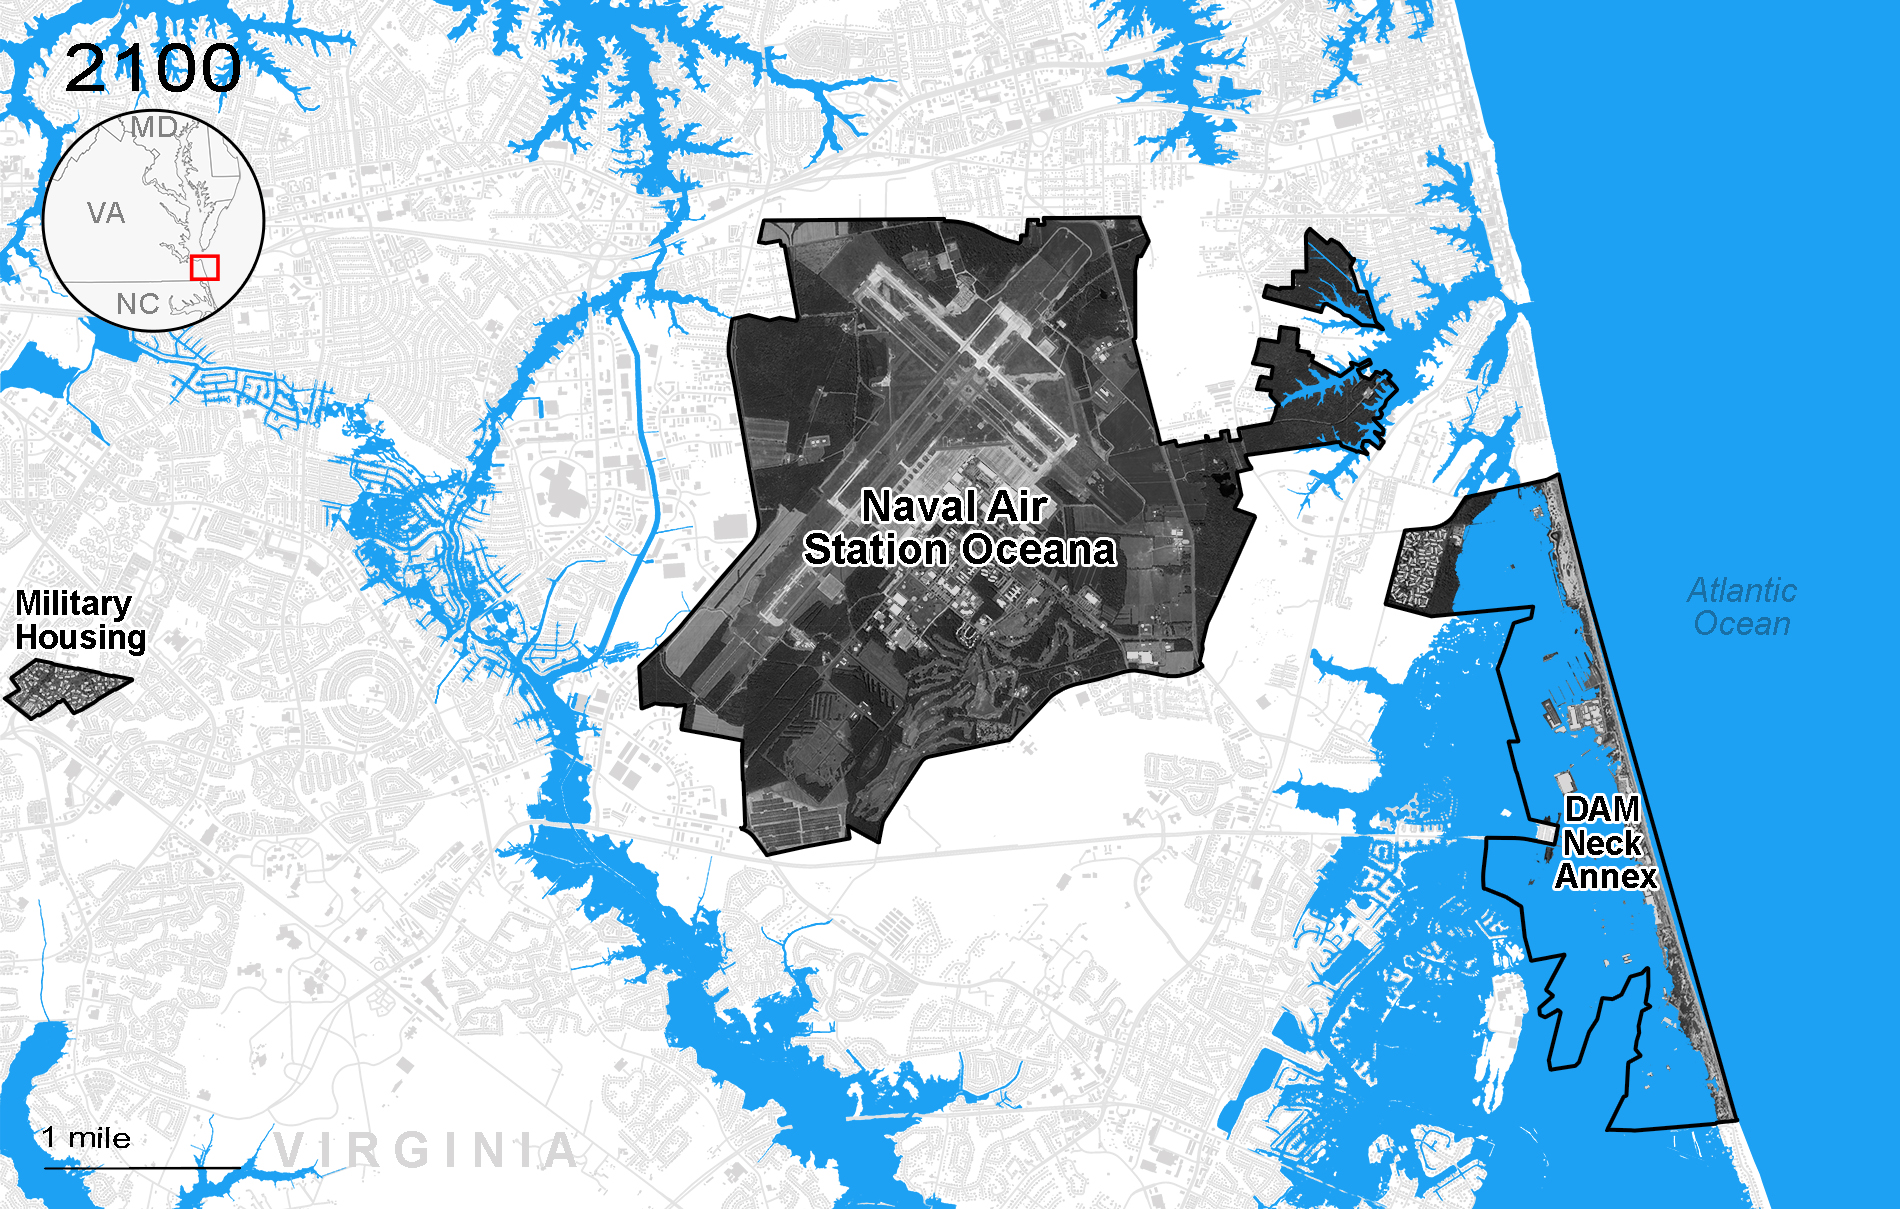 2100
MD
VA
NC
Naval Air
Station Oceana
Military
Housing
Atlantic
Ocean
DAM
Neck
Annex
1 mile
VIRGINIA